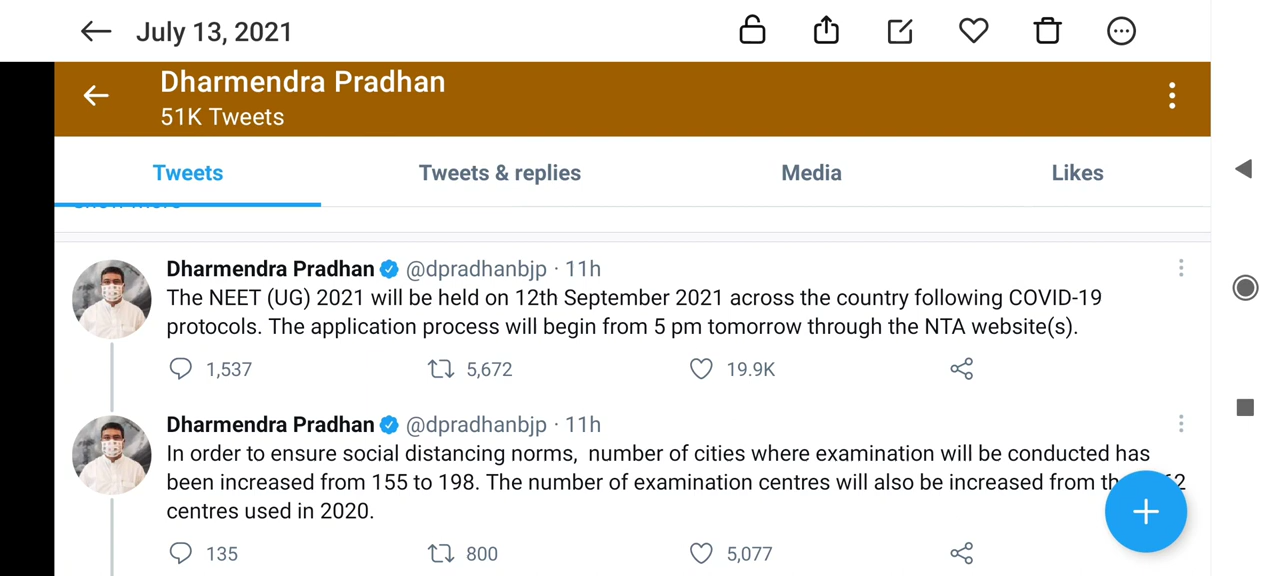 July 13, 2021
Dharmendra Pradhan
51K Tweets
Tweets Tweets & replies Media Likes
Dharmendra Pradhan @dpradhanbjp · 11h
The NEET (UG) 2021 will be held on 12th September 2021 across the country following COVID-19
protocols. The application process will begin from 5 pm tomorrow through the NTA website(s).
1,537 5,672 19.9K
Dharmendra Pradhan @dpradhanbjp · 11h
In order to ensure social distancing norms, number of cities where examination will be conducted has
been increased from 155 to 198. The number of examination centres will also be increased from
centres used in 2020.
135 800 5,077